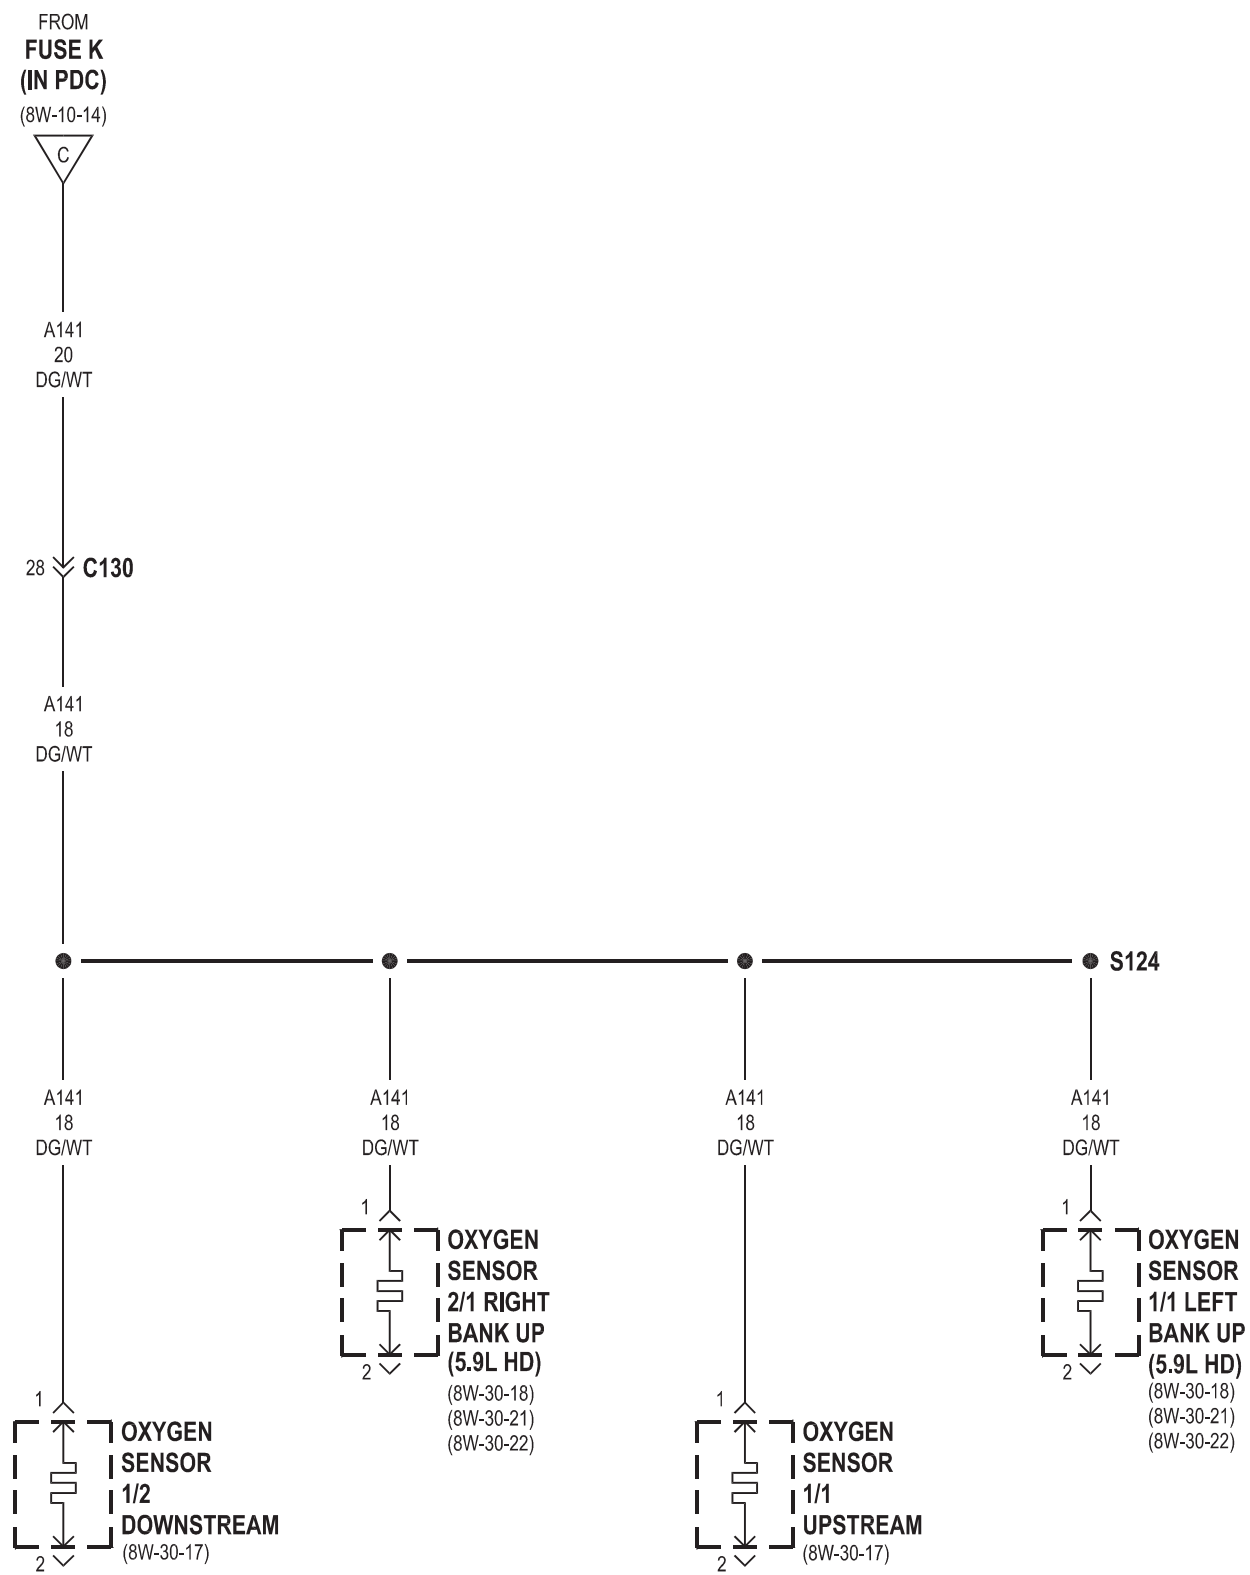 FROM
FUSE K
(IN PDC)
(8W-10-14)
C
A141
20
DG/WT
28
C130
A141
18
DG/WT
S124
A141
18
DG/WT
A141
18
DG/WT
A141
18
DG/WT
A141
18
DG/WT
1
OXYGEN
SENSOR
2/1 RIGHT
BANK UP
(5.9L HD)
(8W-30-18)
(8W-30-21)
(8W-30-22)
2
1
OXYGEN
SENSOR
1/1 LEFT
BANK UP
(5.9L HD)
(8W-30-18)
(8W-30-21)
(8W-30-22)
2
1
OXYGEN
SENSOR
1/2
DOWNSTREAM
(8W-30-17)
2
1
OXYGEN
SENSOR
1/1
UPSTREAM
(8W-30-17)
2